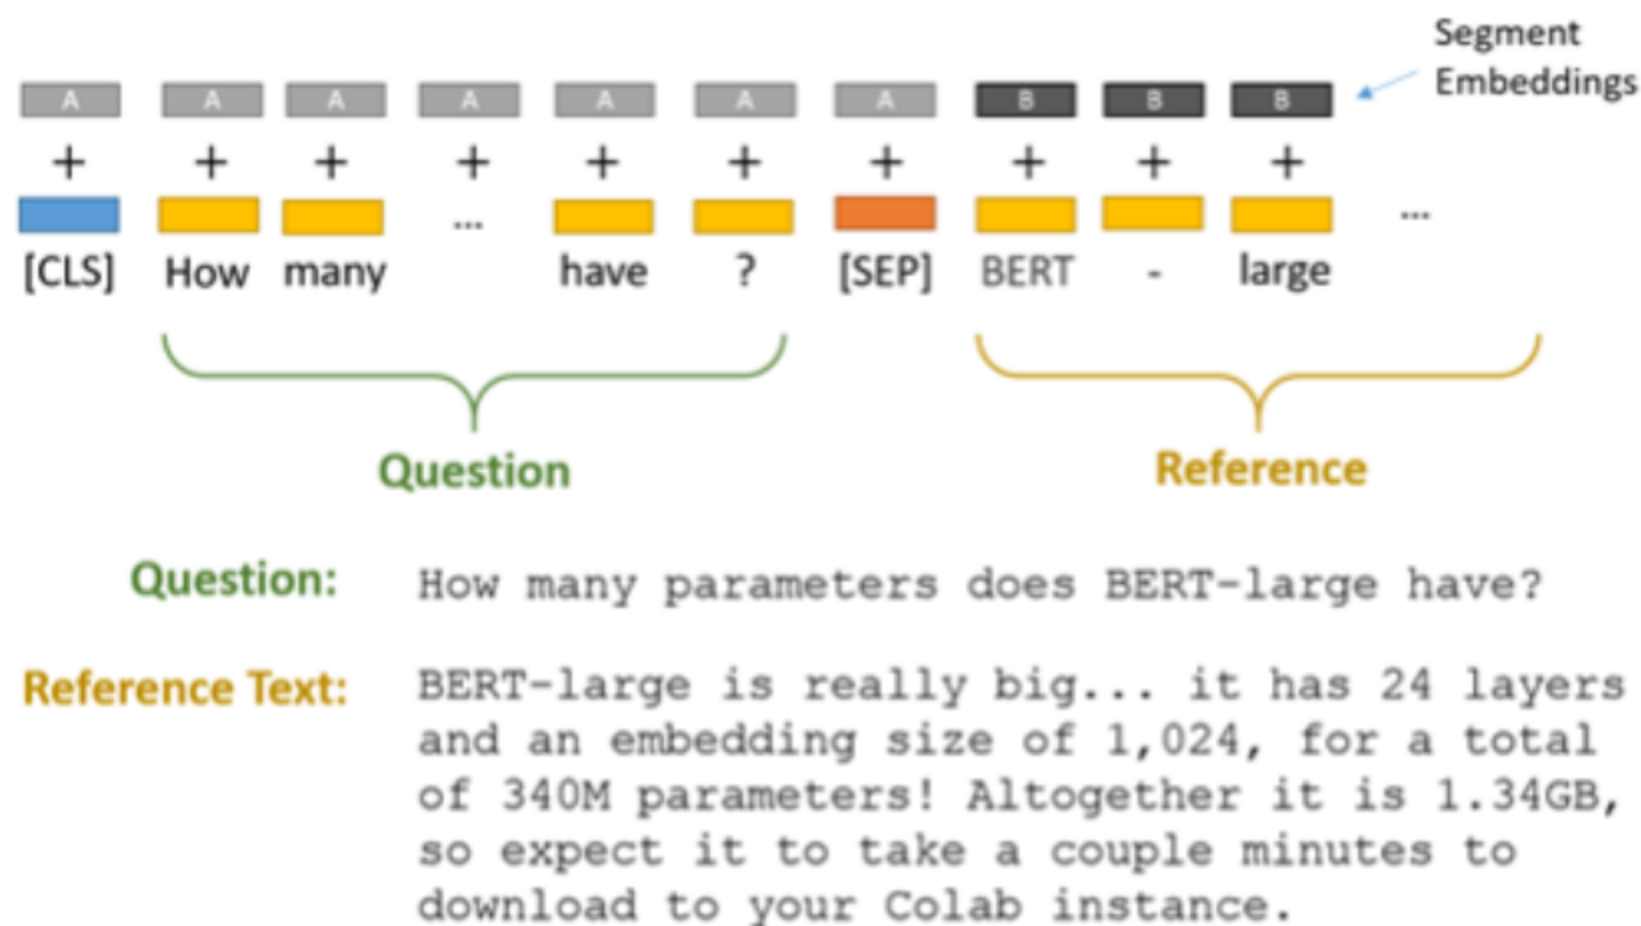 Segment
Embeddings
A A A A A A A B B B
+ + + + + + + + + +
... ...
[CLS] How many have ? [SEP] BERT - large
Question Reference
Question: How many parameters does BERT-large have?
Reference Text: BERT-large is really big... it has 24 layers
and an embedding size of 1,024, for a total
of 340M parameters! Altogether it is 1.34GB,
so expect it to take a couple minutes to
download to your Colab instance.